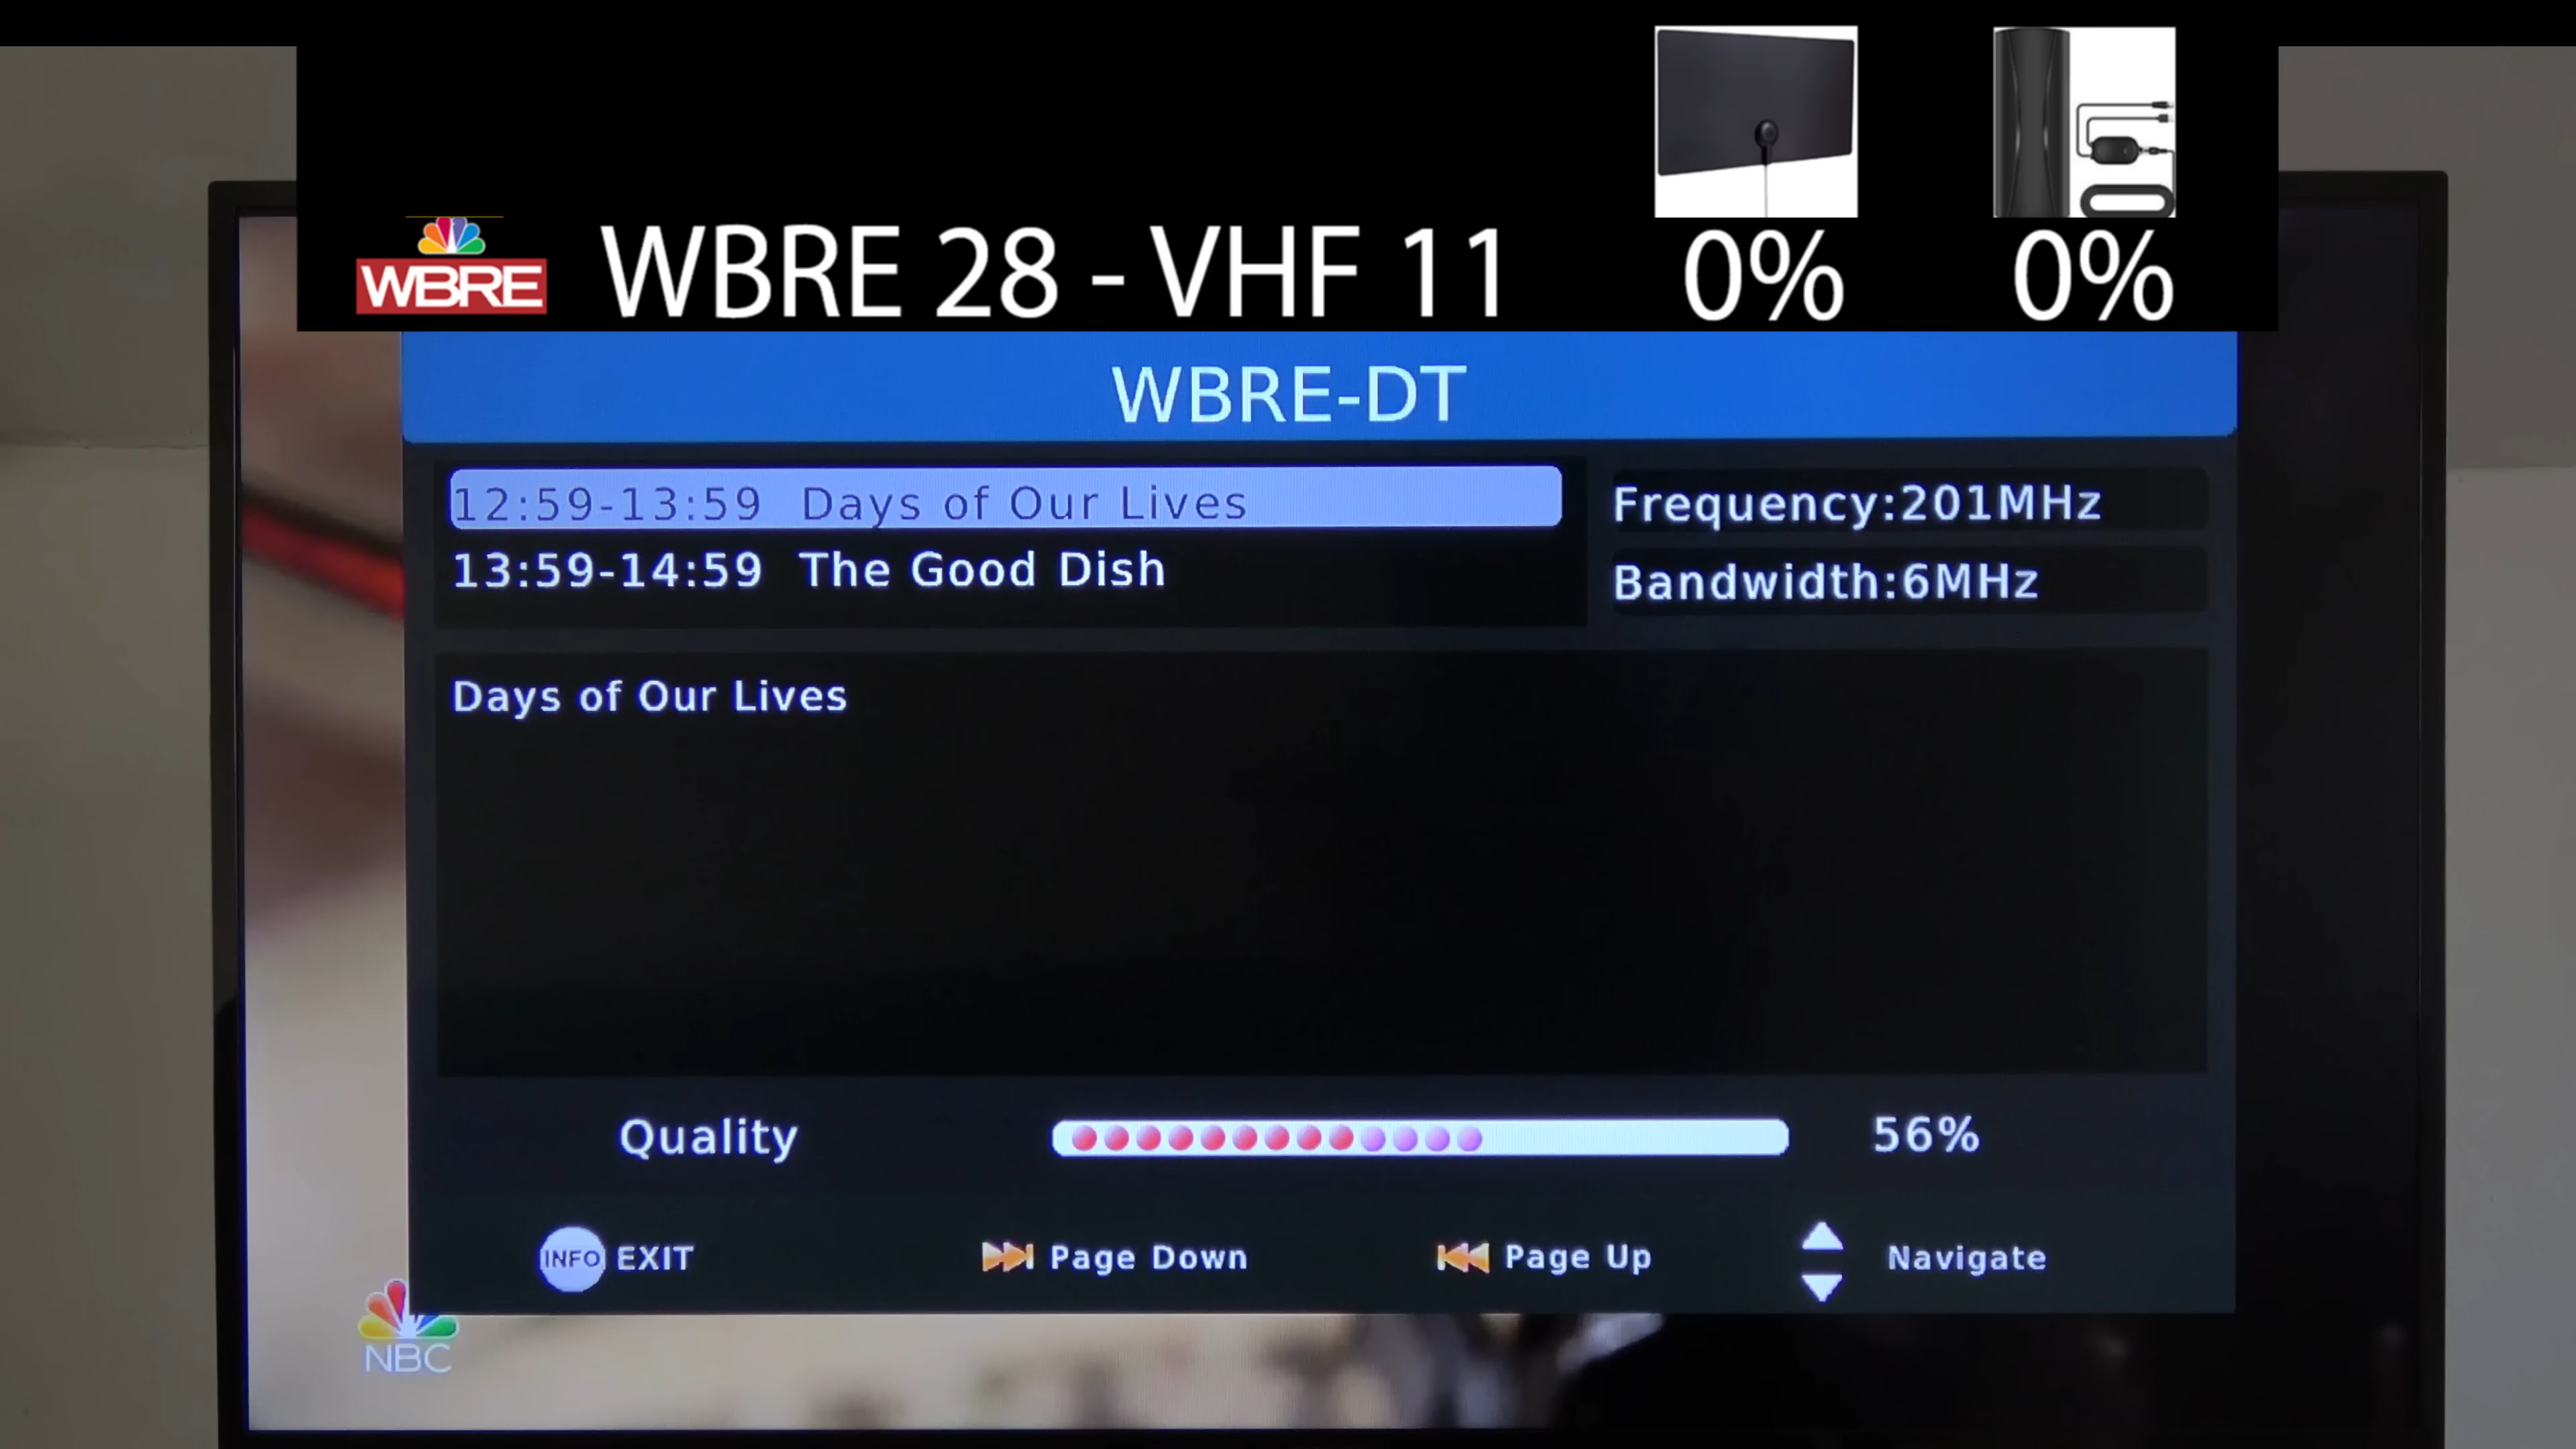 WBRE
WBRE 28 - VHF 11
0%
0%
WBRE-DT
12:59-13:59 Days of Our Lives
13:59-14:59 The Good Dish
Frequency:201MHz
Bandwidth:6MHz
Days of Our Lives
Quality
56%
INFO EXIT
Page Down
Page Up
Navigate
NBC